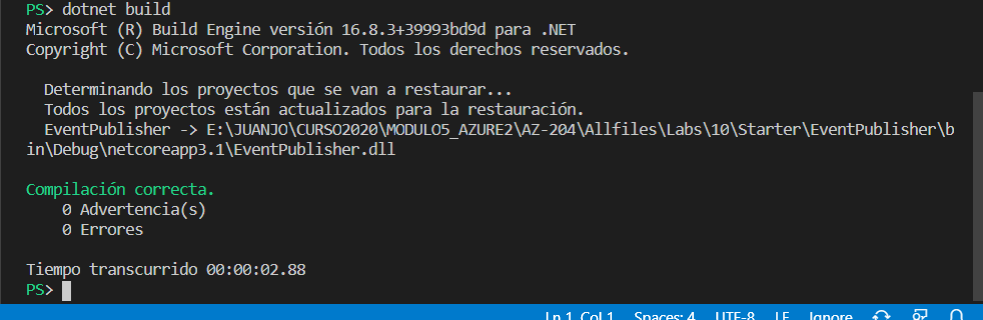 PS> dotnet build
Microsoft (R) Build Engine versión 16.8.3+39993bd9d para .NET
Copyright (C) Microsoft Corporation. Todos los derechos reservados.
Determinando los proyectos que se van a restaurar...
Todos los proyectos están actualizados para la restauración.
EventPublisher -> E:\JUANJO\CURSO2020\MODULO5_AZURE2\AZ-204\Allfiles\Labs\10\Starter\EventPublisher\b
in\Debug\netcoreapp3.1\EventPublisher.dll
Compilación correcta.
0 Advertencia(s)
0 Errores
Tiempo transcurrido 00:00:02.88
PS>
Ln 1, Col 1 Spaces: 4 UTF-8 LF Ignore